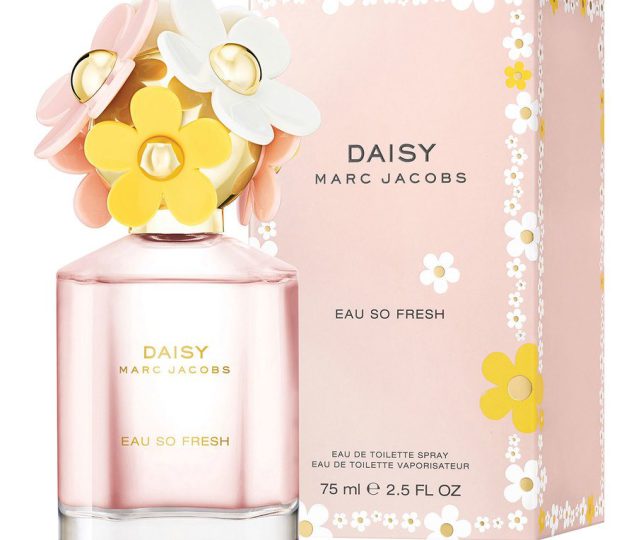 DAISY
MARC JACOBS
EAU SO FRESH
DAISY
MARC JACOBS
EAU SO FRESH
EAU DE TOILETTE SPRAY
EAU DE TOILETTE VAPORISATEUR
75 ml ℮ 2.5 FL OZ